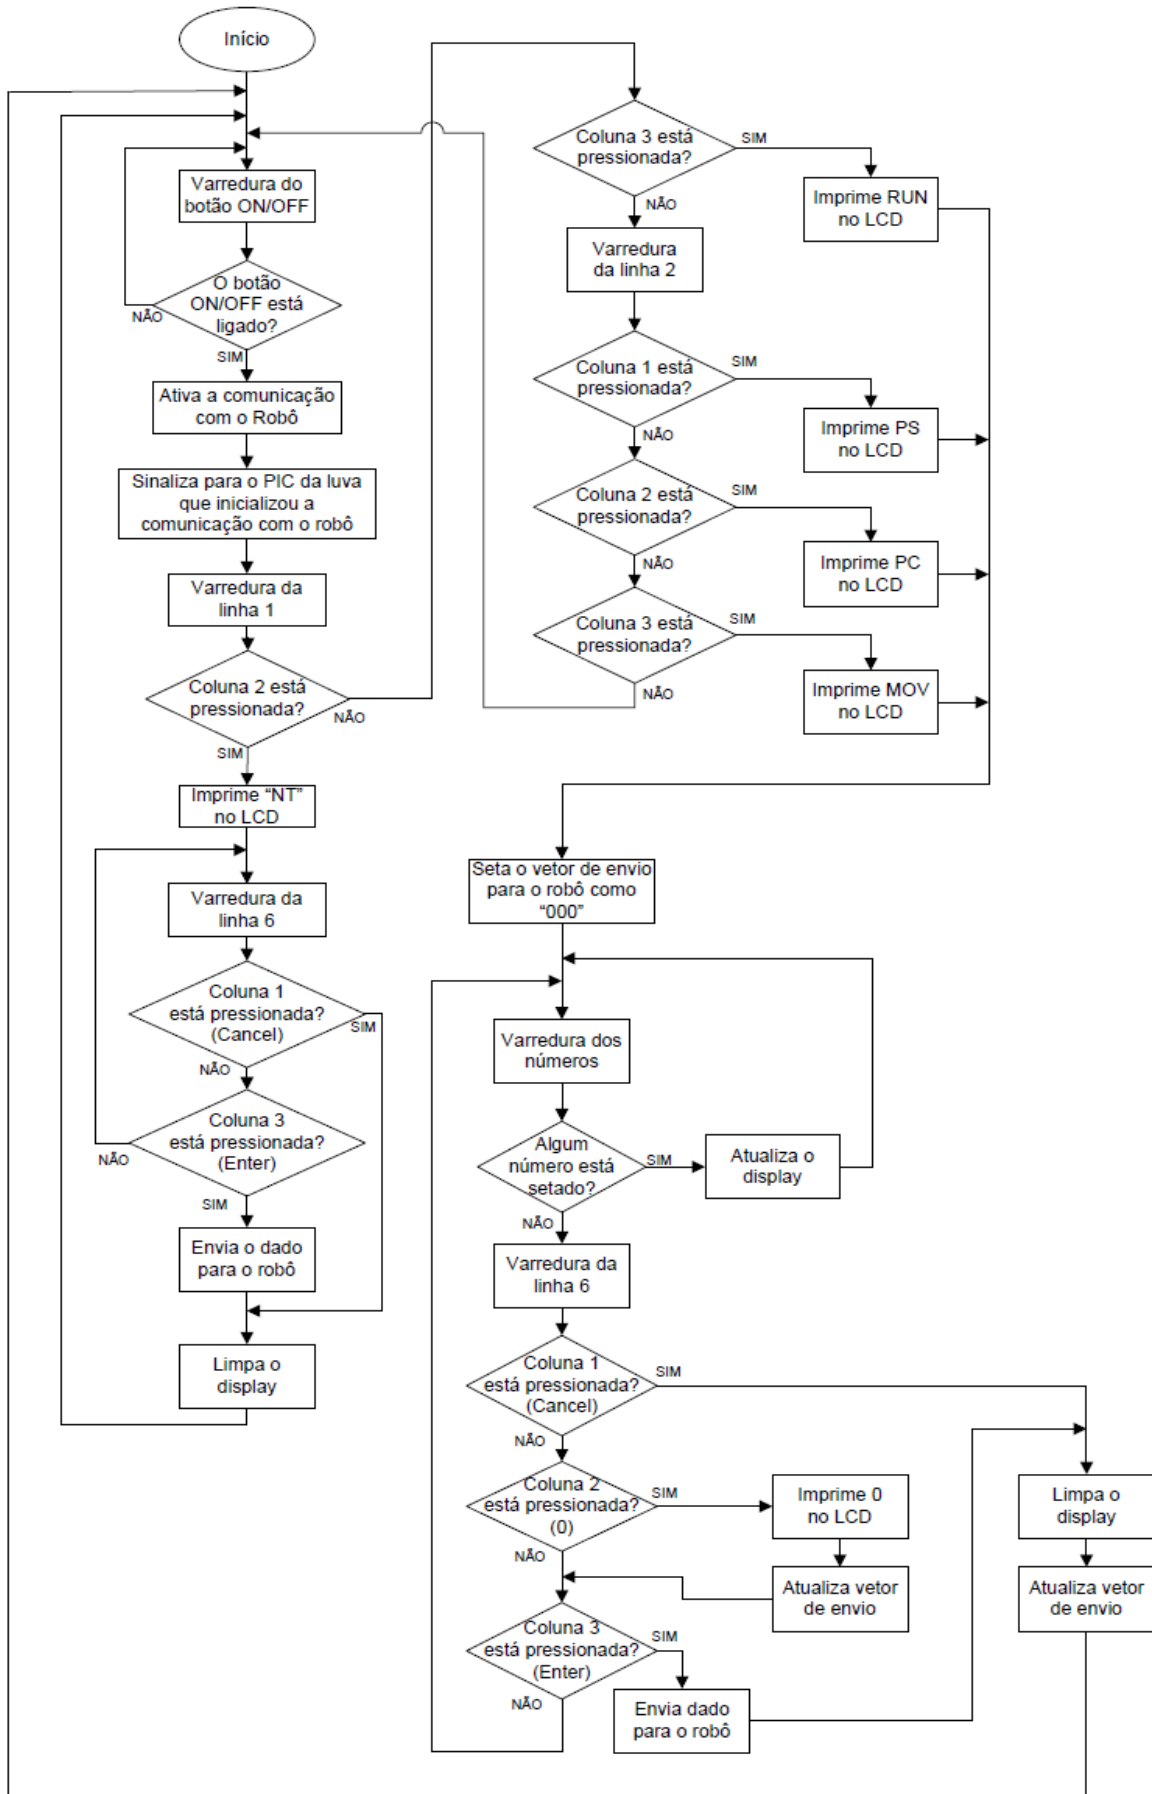 Início
Varredura do
botão ON/OFF
O botão
ON/OFF está
ligado?
NÃO
SIM
Ativa a comunicação
com o Robô
Sinaliza para o PIC da luva
que inicializou a
comunicação com o robô
Varredura da
linha 1
Coluna 2 está
pressionada?
NÃO
SIM
Imprime “NT”
no LCD
Varredura da
linha 6
Coluna 1
está pressionada?
(Cancel)
SIM
NÃO
Coluna 3
está pressionada?
(Enter)
NÃO
SIM
Envia o dado
para o robô
Limpa o
display
Coluna 3 está
pressionada?
SIM
NÃO
Imprime RUN
no LCD
Varredura
da linha 2
Coluna 1 está
pressionada?
SIM
NÃO
Imprime PS
no LCD
Coluna 2 está
pressionada?
SIM
NÃO
Imprime PC
no LCD
Coluna 3 está
pressionada?
SIM
NÃO
Imprime MOV
no LCD
Seta o vetor de envio
para o robô como
“000”
Varredura dos
números
Algum
número está
setado?
SIM
NÃO
Atualiza o
display
Varredura da
linha 6
Coluna 1
está pressionada?
(Cancel)
SIM
NÃO
Coluna 2
está pressionada?
(0)
SIM
NÃO
Imprime 0
no LCD
Atualiza vetor
de envio
Coluna 3
está pressionada?
(Enter)
SIM
NÃO
Envia dado
para o robô
Limpa o
display
Atualiza vetor
de envio